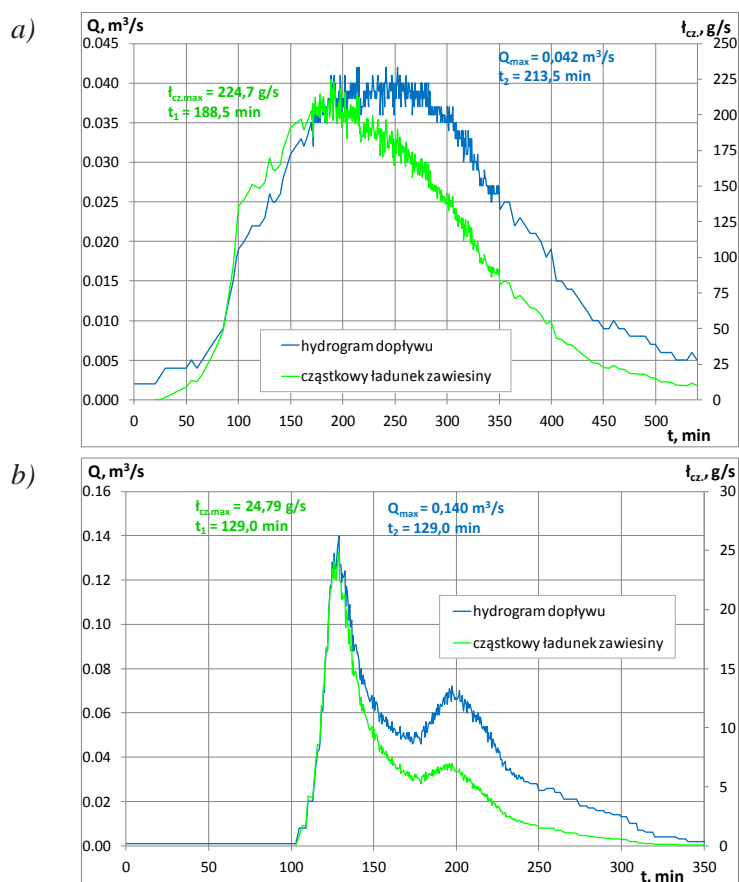 a)
Q, m³/s
ł_cz., g/s
0.045
0.040
0.035
0.030
0.025
0.020
0.015
0.010
0.005
0.000
250
225
200
175
150
125
100
75
50
25
0
ł_cz.max = 224,7 g/s
t₁ = 188,5 min
Q_max = 0,042 m³/s
t₂ = 213,5 min
hydrogram dopływu
cząstkowy ładunek zawiesiny
0 50 100 150 200 250 300 350 400 450 500
t, min
b)
Q, m³/s
ł_cz., g/s
0.16
0.14
0.12
0.10
0.08
0.06
0.04
0.02
0.00
30
25
20
15
10
5
0
ł_cz.max = 24,79 g/s
t₁ = 129,0 min
Q_max = 0,140 m³/s
t₂ = 129,0 min
hydrogram dopływu
cząstkowy ładunek zawiesiny
0 50 100 150 200 250 300 350
t, min